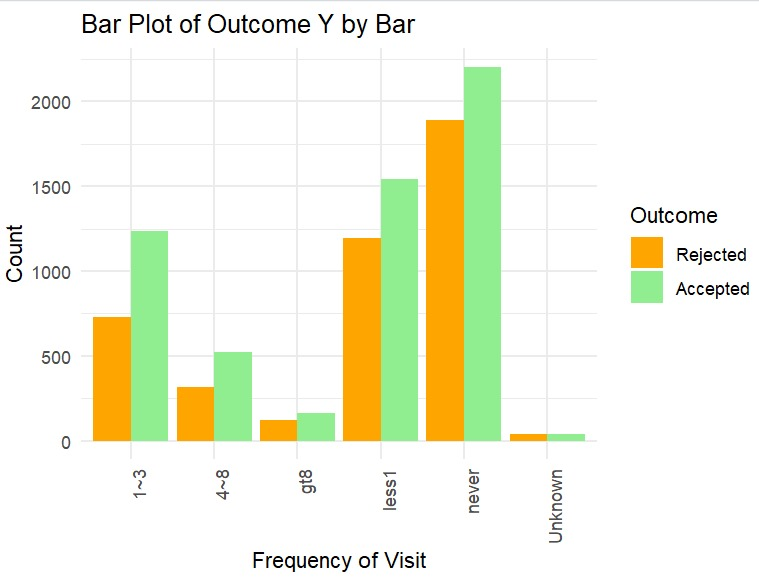 Bar Plot of Outcome Y by Bar
Count
2000
1500
1000
500
0
1~3
4~8
gt8
less1
never
Unknown
Frequency of Visit
Outcome
Rejected
Accepted